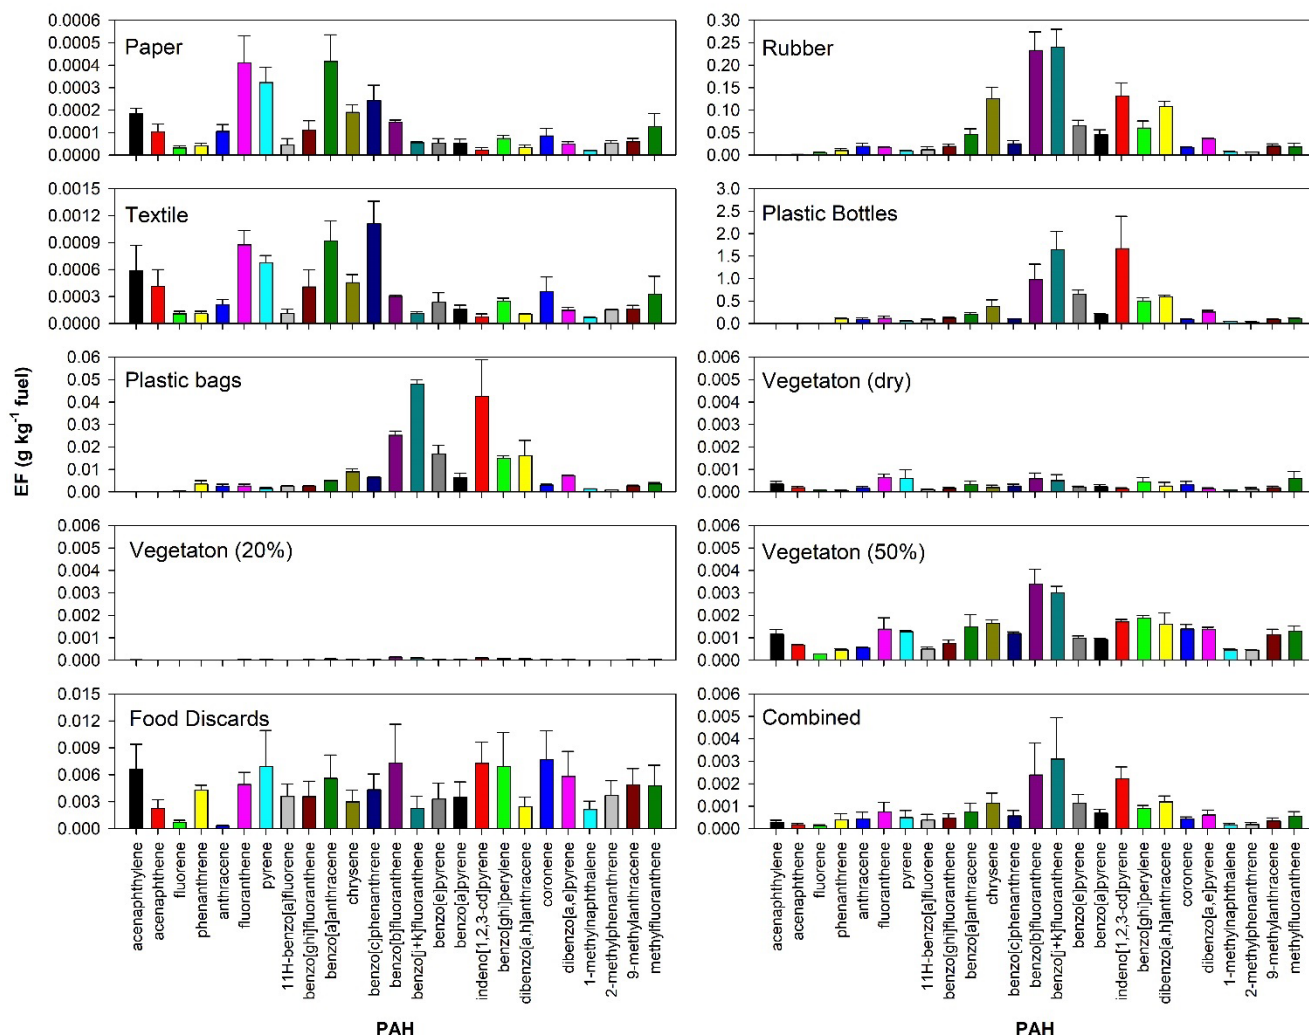 EF (g kg-1 fuel)
Paper
0.0006
0.0005
0.0004
0.0003
0.0002
0.0001
0.0000
Rubber
0.30
0.25
0.20
0.15
0.10
0.05
0.00
Textile
0.0015
0.0012
0.0009
0.0006
0.0003
0.0000
Plastic Bottles
3.0
2.5
2.0
1.5
1.0
0.5
0.0
Plastic bags
0.06
0.05
0.04
0.03
0.02
0.01
0.00
Vegetaton (dry)
0.006
0.005
0.004
0.003
0.002
0.001
0.000
Vegetaton (20%)
0.006
0.005
0.004
0.003
0.002
0.001
0.000
Vegetaton (50%)
0.006
0.005
0.004
0.003
0.002
0.001
0.000
Food Discards
0.015
0.012
0.009
0.006
0.003
0.000
Combined
0.006
0.005
0.004
0.003
0.002
0.001
0.000
acenaphthylene
acenaphthene
fluorene
phenanthrene
anthracene
fluoranthene
pyrene
11H-benzo[a]fluorene
benzo[ghi]fluoranthene
benzo[a]anthracene
chrysene
benzo[c]phenanthrene
benzo[b]fluoranthene
benzo[j+k]fluoranthene
benzo[e]pyrene
benzo[a]pyrene
indeno[1,2,3-cd]pyrene
benzo[ghi]perylene
dibenzo[a,h]anthracene
coronene
dibenzo[a,e]pyrene
1-methylnaphthalene
2-methylphenanthrene
9-methylanthracene
methylfluoranthene
acenaphthylene
acenaphthene
fluorene
phenanthrene
anthracene
fluoranthene
pyrene
11H-benzo[a]fluorene
benzo[ghi]fluoranthene
benzo[a]anthracene
chrysene
benzo[c]phenanthrene
benzo[b]fluoranthene
benzo[j+k]fluoranthene
benzo[e]pyrene
benzo[a]pyrene
indeno[1,2,3-cd]pyrene
benzo[ghi]perylene
dibenzo[a,h]anthracene
coronene
dibenzo[a,e]pyrene
1-methylnaphthalene
2-methylphenanthrene
9-methylanthracene
methylfluoranthene
PAH
PAH